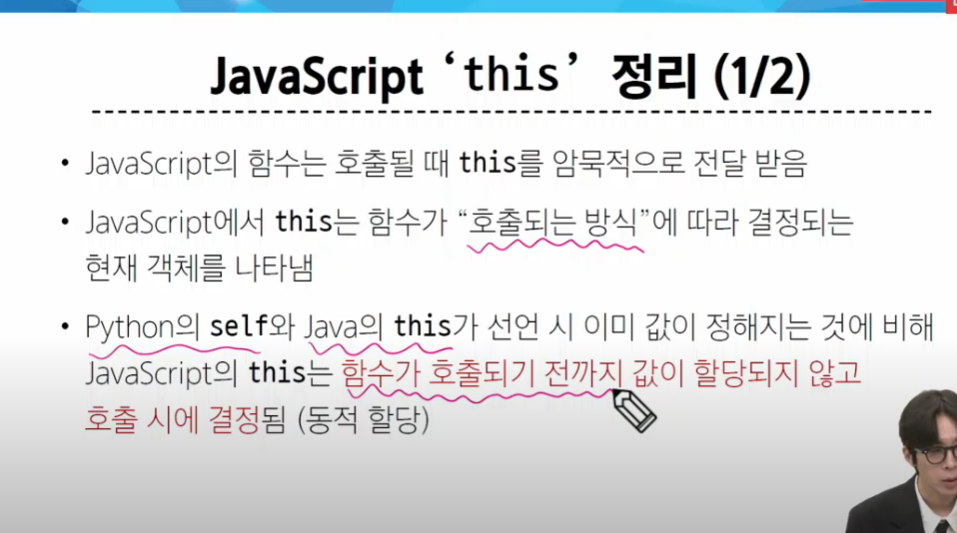 JavaScript ‘this’ 정리 (1/2)
• JavaScript의 함수는 호출될 때 this를 암묵적으로 전달 받음
• JavaScript에서 this는 함수가 “호출되는 방식”에 따라 결정되는
현재 객체를 나타냄
• Python의 self와 Java의 this가 선언 시 이미 값이 정해지는 것에 비해
JavaScript의 this는 함수가 호출되기 전까지 값이 할당되지 않고
호출 시에 결정됨 (동적 할당)